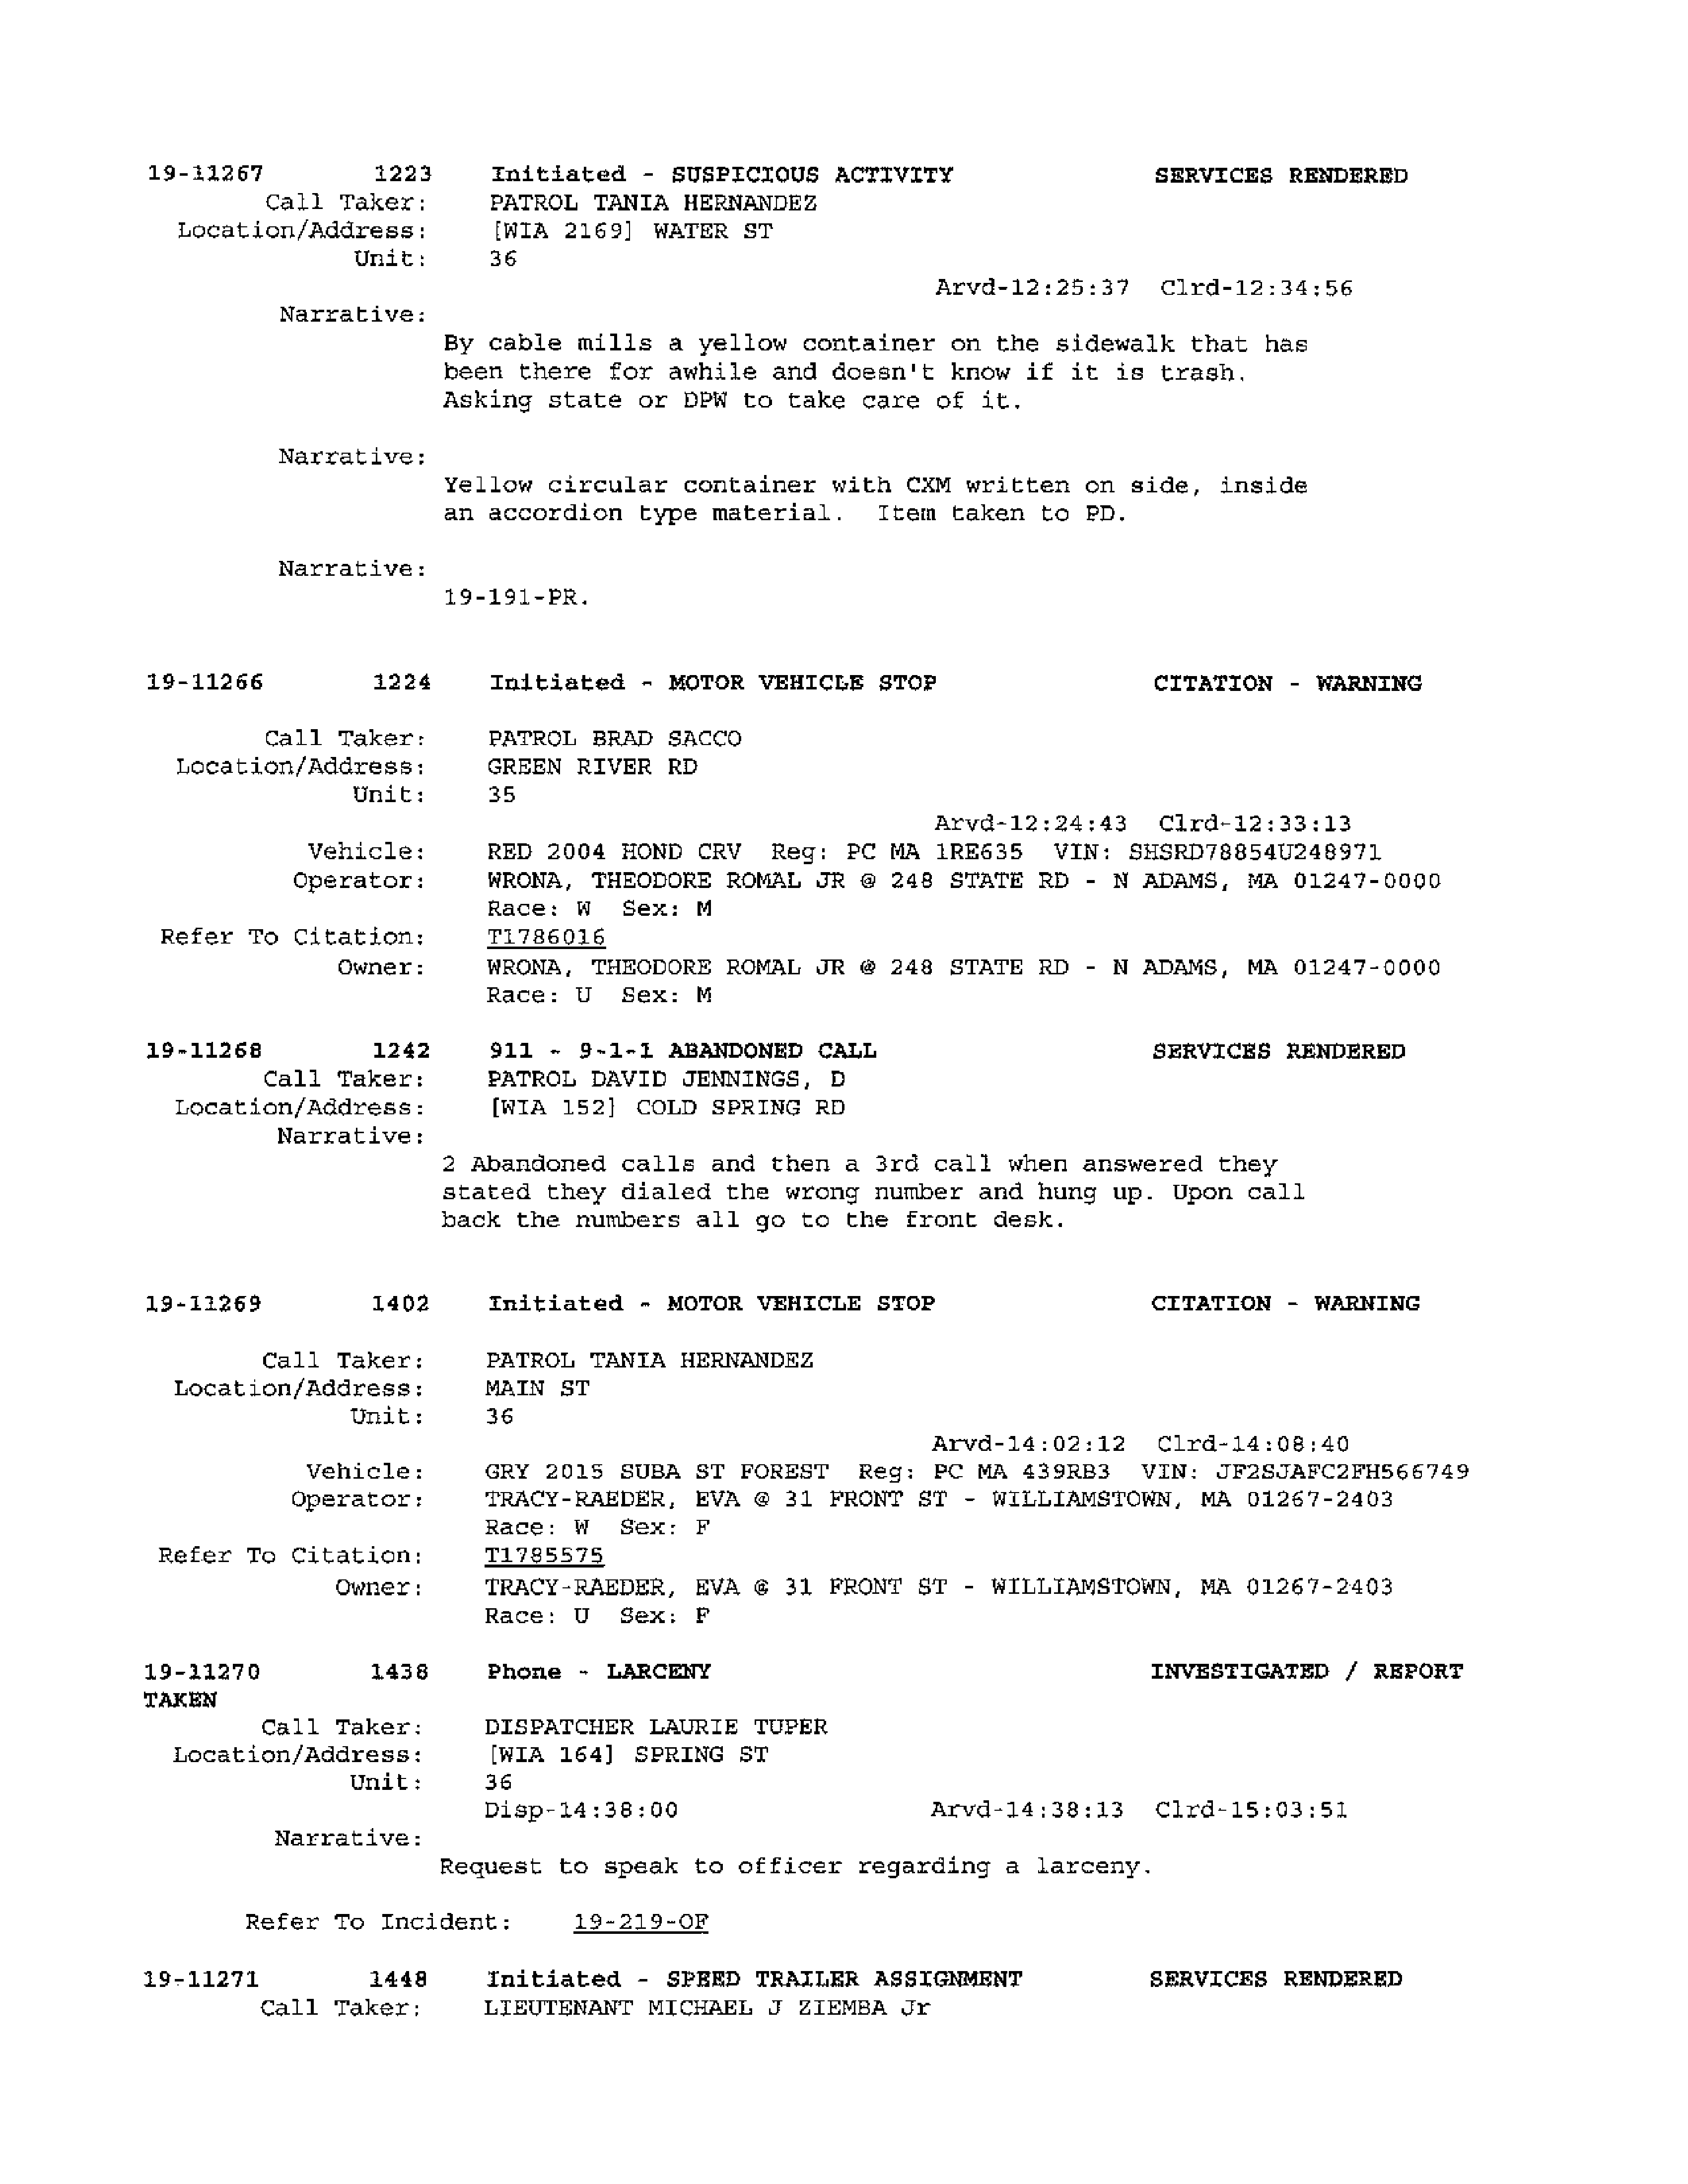 19-11267 1223 Initiated - SUSPICIOUS ACTIVITY SERVICES RENDERED
Call Taker: PATROL TANIA HERNANDEZ
Location/Address: [WIA 2169] WATER ST
Unit: 36
Arvd-12:25:37 Clrd-12:34:56
Narrative:
By cable mills a yellow container on the sidewalk that has
been there for awhile and doesn't know if it is trash.
Asking state or DPW to take care of it.
Narrative:
Yellow circular container with CXM written on side, inside
an accordion type material. Item taken to PD.
Narrative:
19-191-PR.
19-11266 1224 Initiated - MOTOR VEHICLE STOP CITATION - WARNING
Call Taker: PATROL BRAD SACCO
Location/Address: GREEN RIVER RD
Unit: 35
Arvd-12:24:43 Clrd-12:33:13
Vehicle: RED 2004 HOND CRV Reg: PC MA 1RE635 VIN: SHSRD78854U248971
Operator: WRONA, THEODORE ROMAL JR @ 248 STATE RD - N ADAMS, MA 01247-0000
Race: W Sex: M
Refer To Citation: T1786016
Owner: WRONA, THEODORE ROMAL JR @ 248 STATE RD - N ADAMS, MA 01247-0000
Race: U Sex: M
19-11268 1242 911 - 9-1-1 ABANDONED CALL SERVICES RENDERED
Call Taker: PATROL DAVID JENNINGS, D
Location/Address: [WIA 152] COLD SPRING RD
Narrative:
2 Abandoned calls and then a 3rd call when answered they
stated they dialed the wrong number and hung up. Upon call
back the numbers all go to the front desk.
19-11269 1402 Initiated - MOTOR VEHICLE STOP CITATION - WARNING
Call Taker: PATROL TANIA HERNANDEZ
Location/Address: MAIN ST
Unit: 36
Arvd-14:02:12 Clrd-14:08:40
Vehicle: GRY 2015 SUBA ST FOREST Reg: PC MA 439RB3 VIN: JF2SJAFC2FH566749
Operator: TRACY-RAEDER, EVA @ 31 FRONT ST - WILLIAMSTOWN, MA 01267-2403
Race: W Sex: F
Refer To Citation: T1785575
Owner: TRACY-RAEDER, EVA @ 31 FRONT ST - WILLIAMSTOWN, MA 01267-2403
Race: U Sex: F
19-11270 1438 Phone - LARCENY INVESTIGATED / REPORT
TAKEN
Call Taker: DISPATCHER LAURIE TUPER
Location/Address: [WIA 164] SPRING ST
Unit: 36
Disp-14:38:00 Arvd-14:38:13 Clrd-15:03:51
Narrative:
Request to speak to officer regarding a larceny.
Refer To Incident: 19-219-OF
19-11271 1448 Initiated - SPEED TRAILER ASSIGNMENT SERVICES RENDERED
Call Taker: LIEUTENANT MICHAEL J ZIEMBA Jr